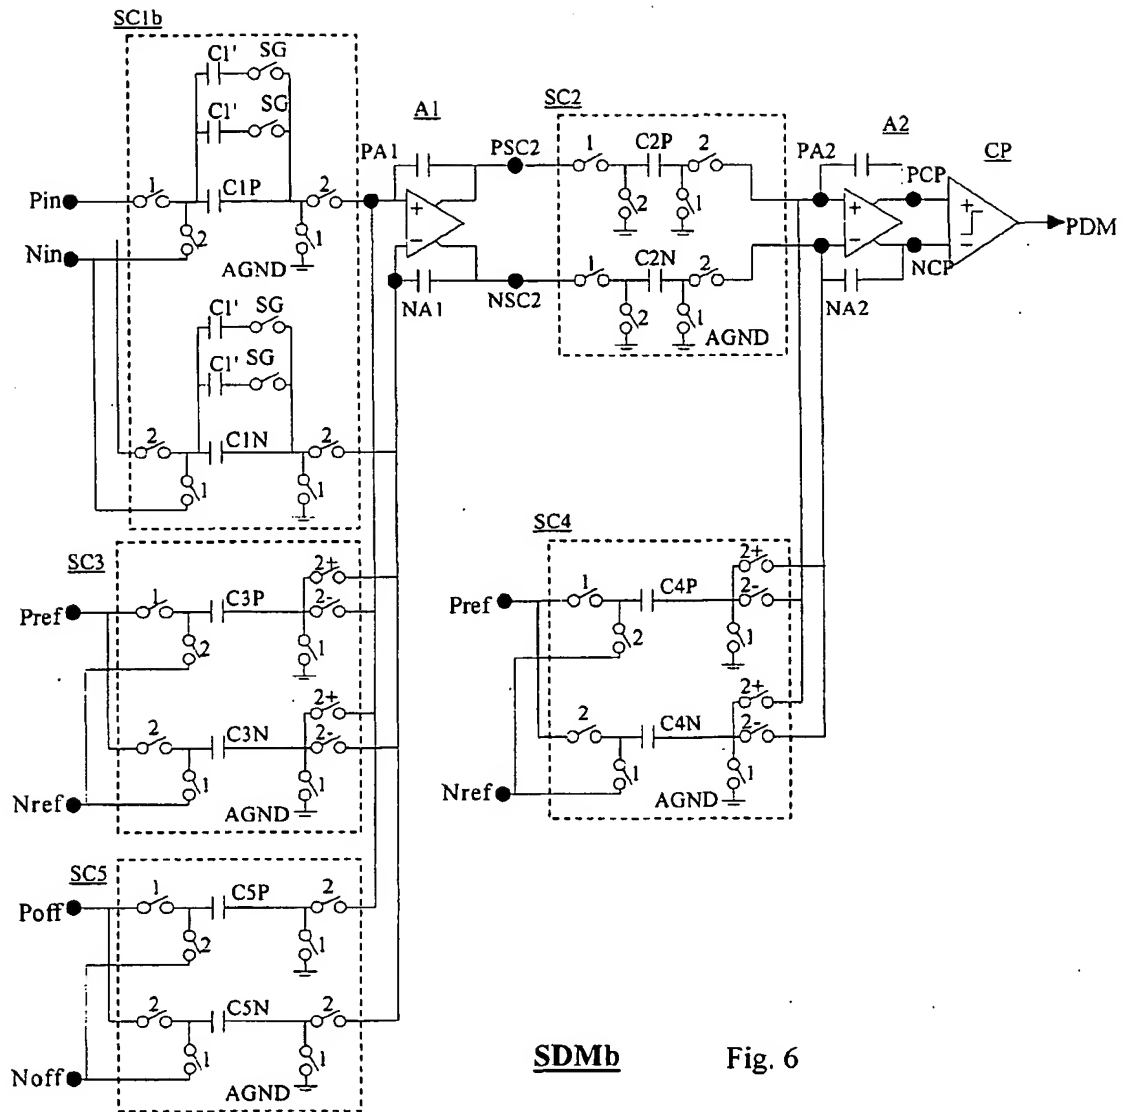 SC1b
C1' SG
C1' SG
A1
SC2
A2
CP
PA1
PSC2
1 C2P 2
PA2
PCP
Pin 1 C1P 2
+
+
+
2 1
2 1
PDM
Nin
AGND
−
−
−
NA1
NSC2
1 C2N 2
NA2
NCP
2 1
AGND
C1' SG
C1' SG
2 C1N 2
1 1
SC3
Pref 1 C3P 2+
2-
2 1
2 C3N 2+
2-
1 1
Nref
AGND
SC4
Pref 1 C4P 2+
2-
2 1
2 C4N 2+
2-
1 1
Nref
AGND
SC5
Poff 1 C5P 2
2 1
2 C5N 2
1 1
Noff
AGND
SDMb Fig. 6